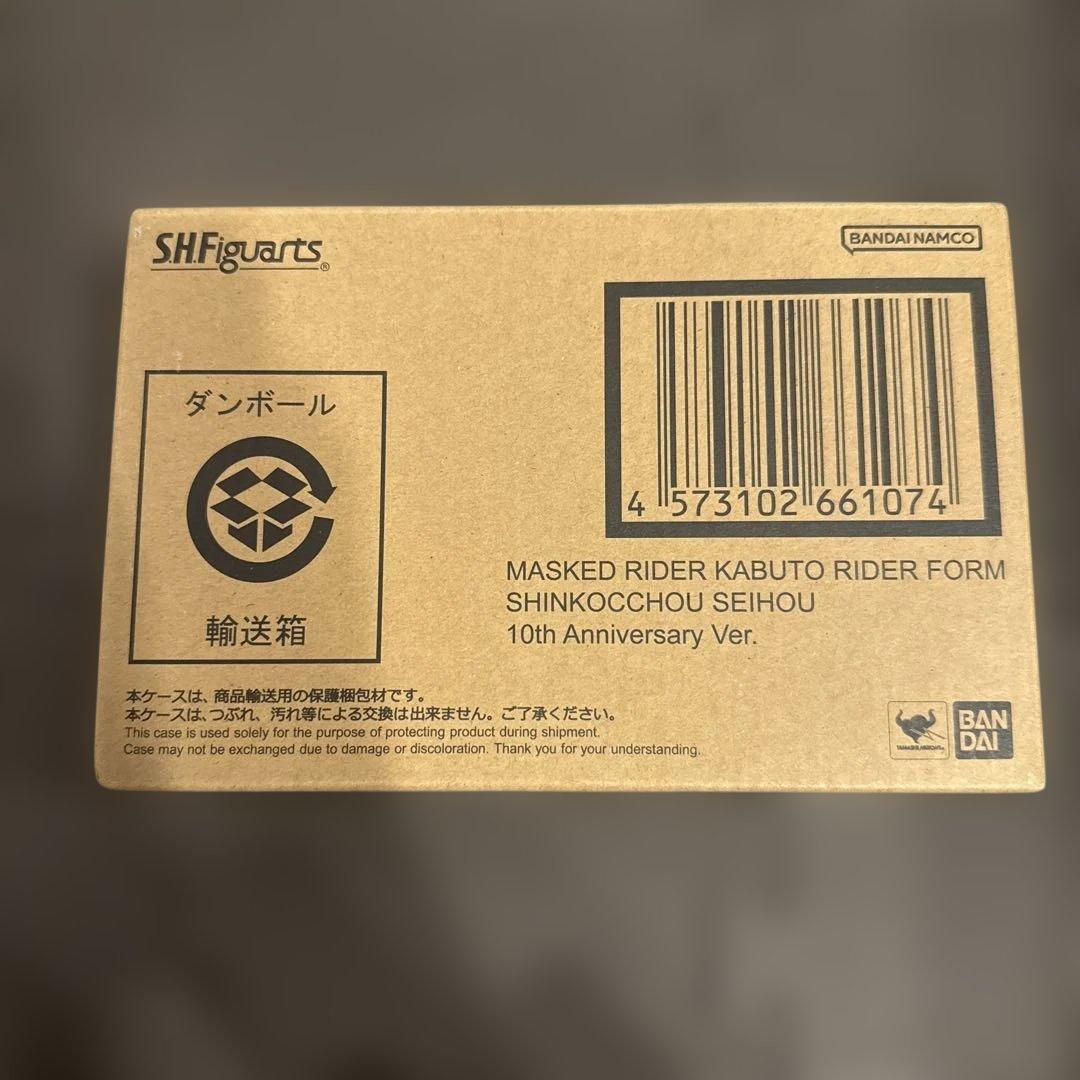 S.H.Figuarts®
BANDAI NAMCO
ダンボール
輸送箱
4 573102 661074
MASKED RIDER KABUTO RIDER FORM
SHINKOCCHOU SEIHOU
10th Anniversary Ver.
本ケースは、商品輸送用の保護梱包材です。
本ケースは、つぶれ、汚れ等による交換は出来ません。ご了承ください。
This case is used solely for the purpose of protecting product during shipment.
Case may not be exchanged due to damage or discoloration. Thank you for your understanding.
TAMASHII NATIONS
BAN
DAI